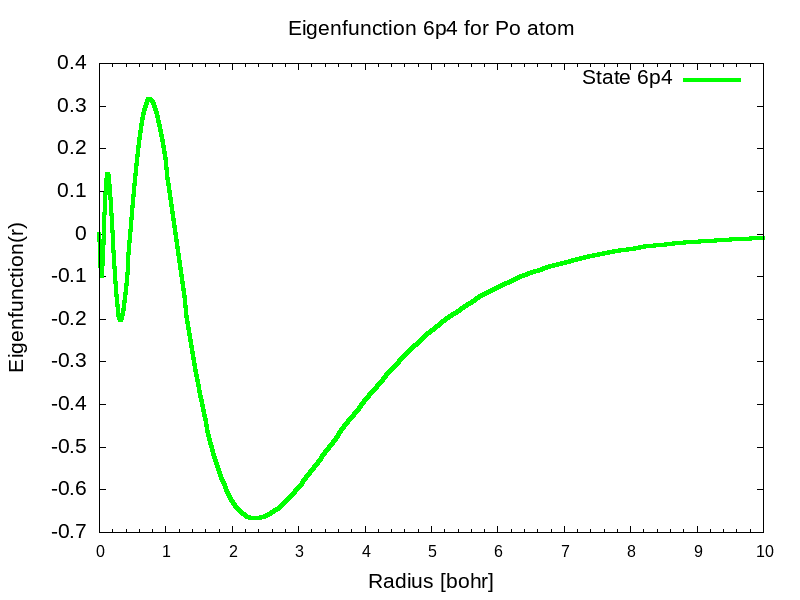 Eigenfunction 6p4 for Po atom
State 6p4
0.4
0.3
0.2
0.1
0
-0.1
-0.2
-0.3
-0.4
-0.5
-0.6
-0.7
Eigenfunction(r)
0 1 2 3 4 5 6 7 8 9 10
Radius [bohr]